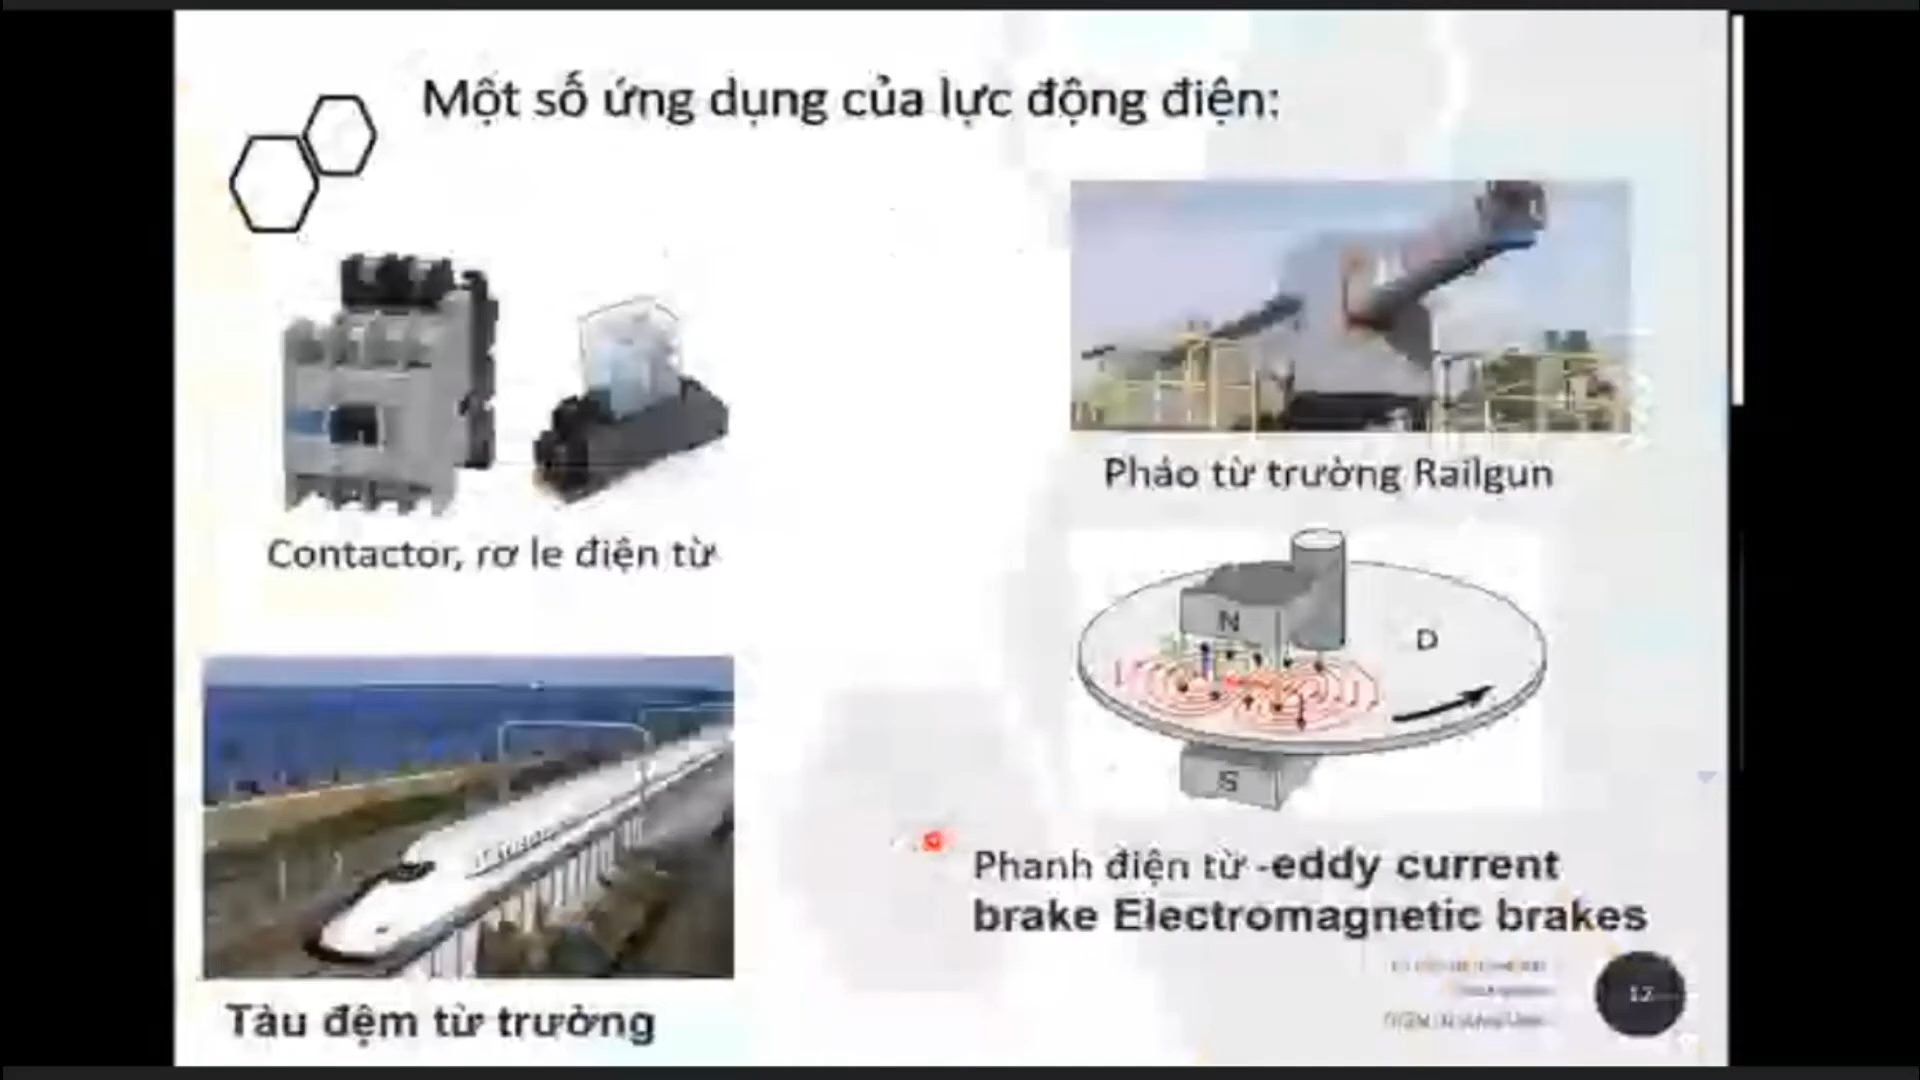 Một số ứng dụng của lực động điện:
Contactor, rơ le điện từ
Pháo từ trường Railgun
N
D
S
Tàu đệm từ trường
Phanh điện từ -eddy current
brake Electromagnetic brakes
12